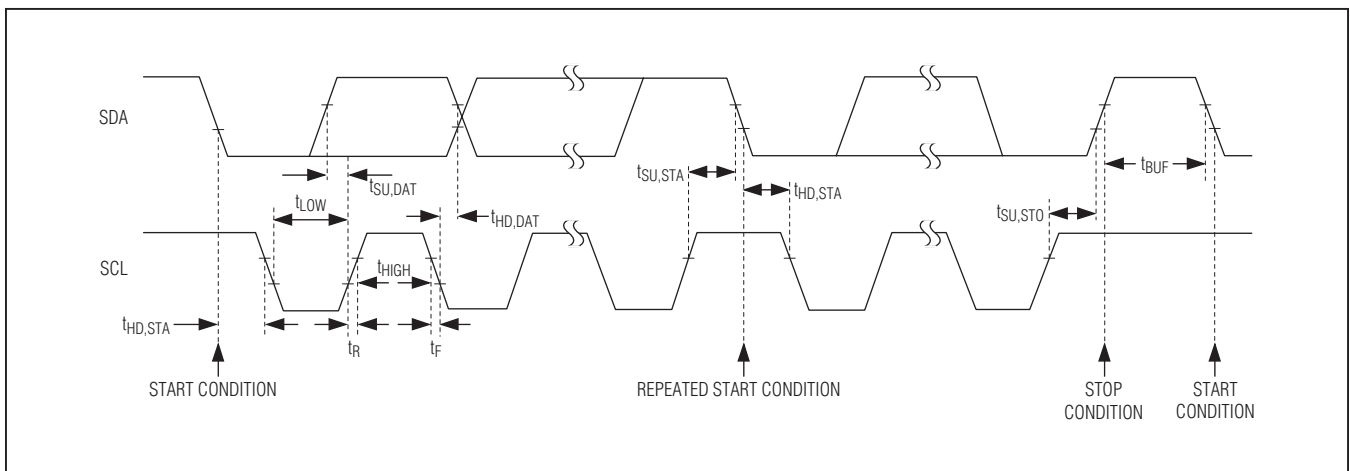 SDA
tSU,DAT
tLOW
tHD,DAT
tSU,STA
tHD,STA
tBUF
tSU,STO
SCL
tHIGH
tHD,STA
tR
tF
START CONDITION
REPEATED START CONDITION
STOP
CONDITION
START
CONDITION